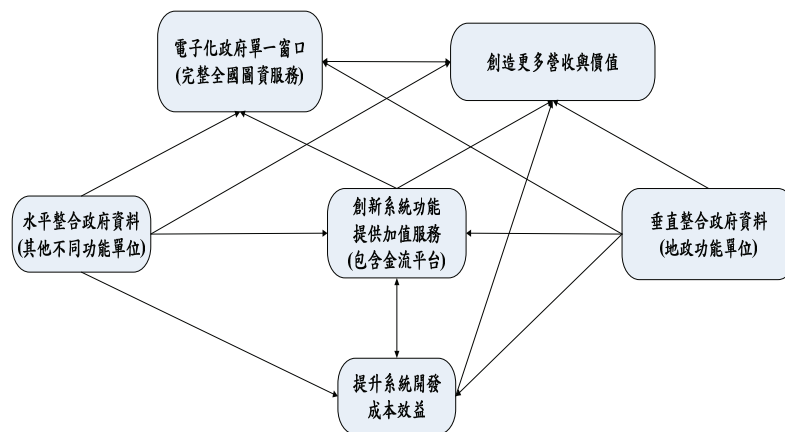 電子化政府單一窗口
(完整全國圖資服務)
創造更多營收與價值
水平整合政府資料
(其他不同功能單位)
創新系統功能
提供加值服務
(包含金流平台)
垂直整合政府資料
(地政功能單位)
提升系統開發
成本效益